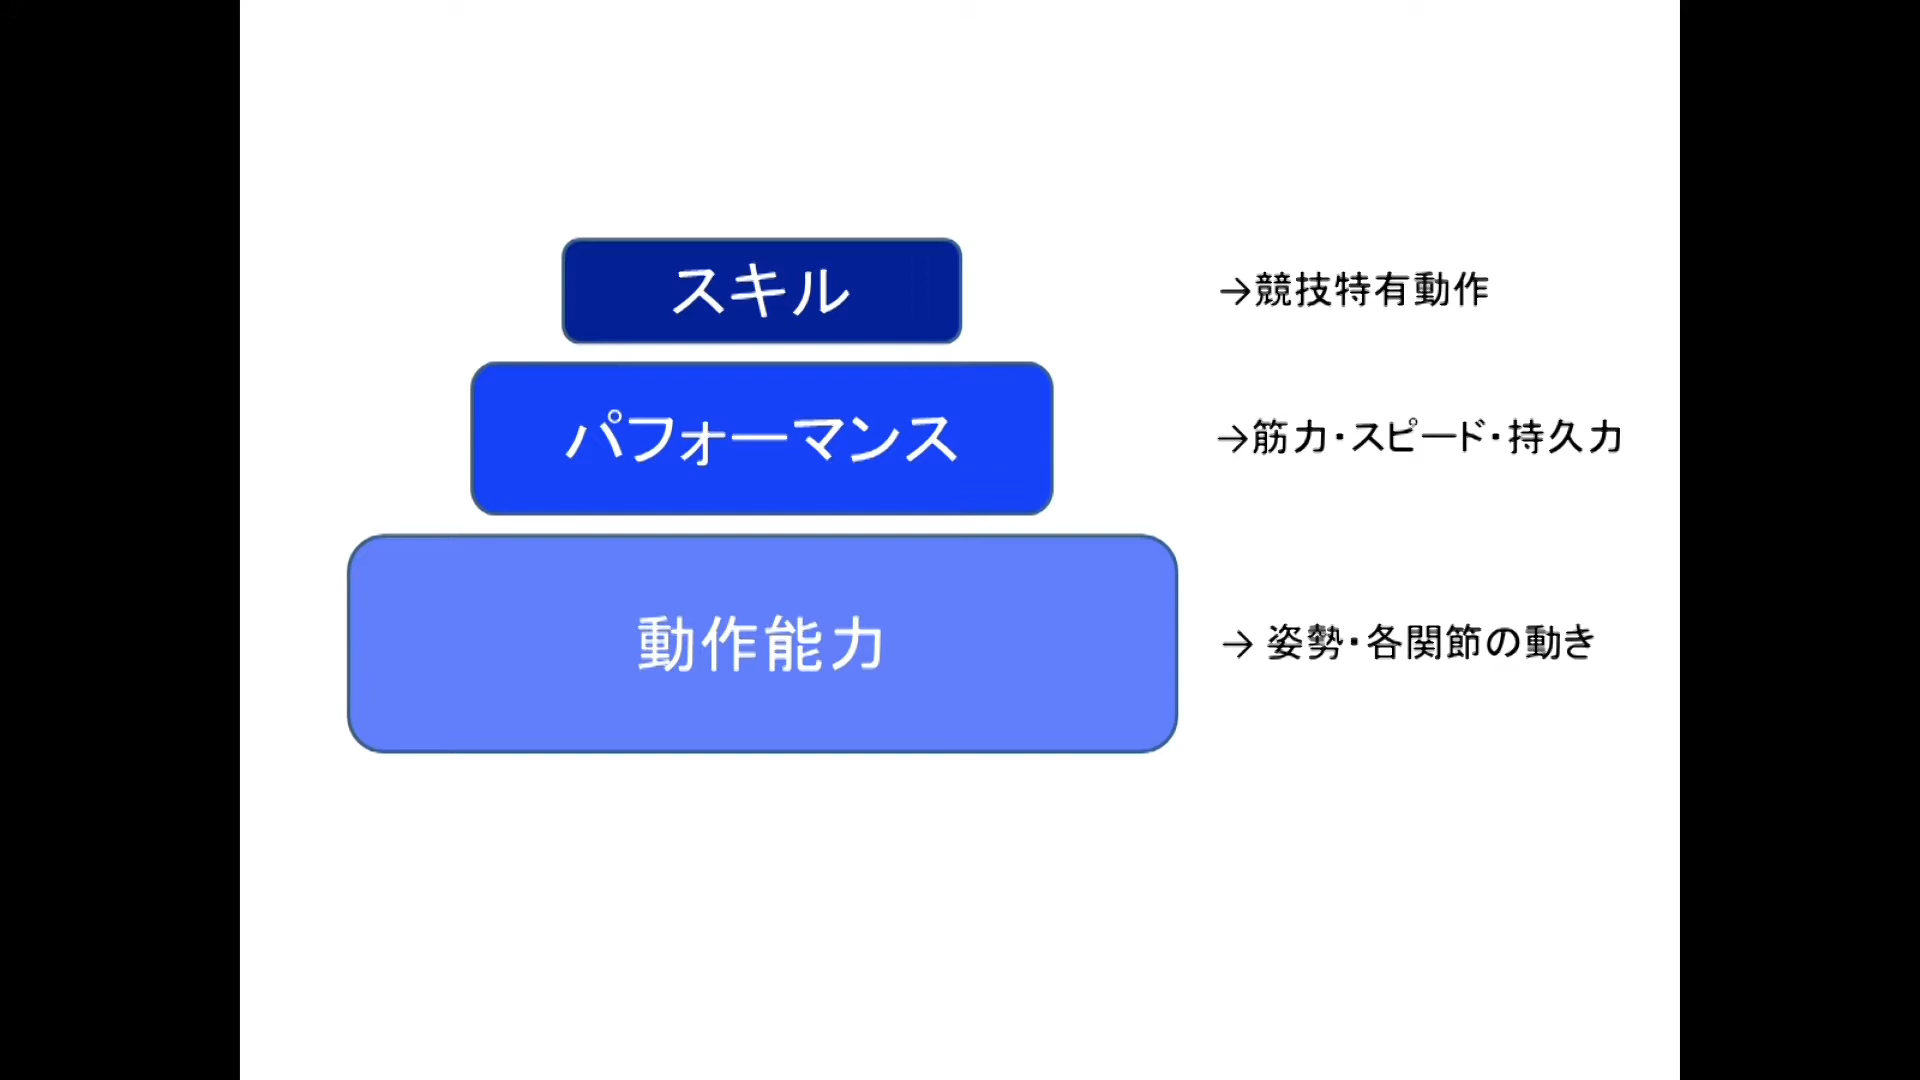 スキル
→競技特有動作
パフォーマンス
→筋力・スピード・持久力
動作能力
→ 姿勢・各関節の動き